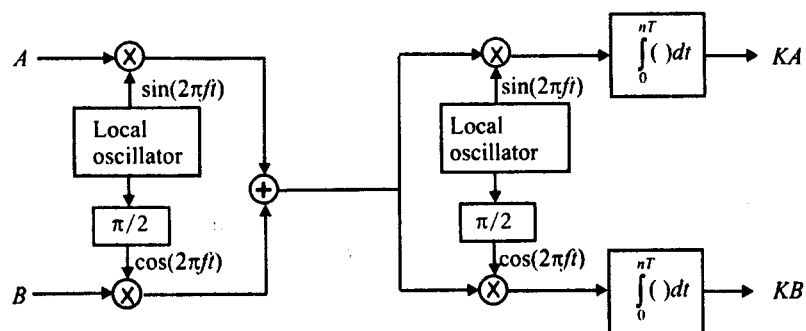 A
sin(2πft)
Local
oscillator
π/2
cos(2πft)
B
sin(2πft)
Local
oscillator
π/2
cos(2πft)
nT
∫( )dt
0
KA
nT
∫( )dt
0
KB